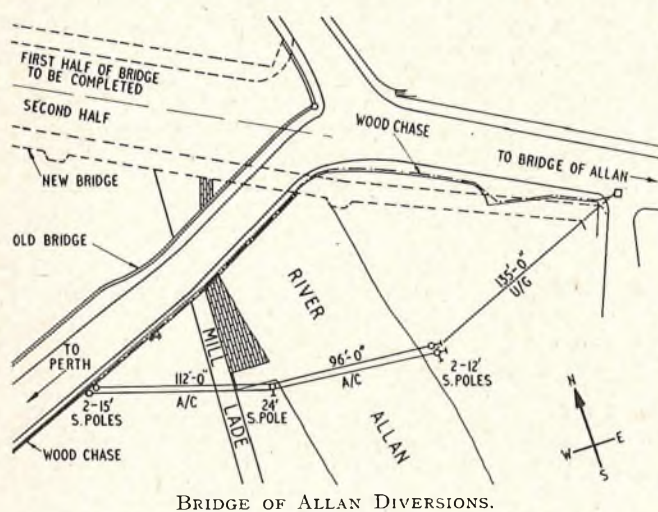 FIRST HALF OF BRIDGE
TO BE COMPLETED
SECOND HALF
NEW BRIDGE
OLD BRIDGE
WOOD CHASE
TO BRIDGE OF ALLAN
RIVER
ALLAN
MILL
LADE
TO
PERTH
135'-0"
U/G
96'-0"
A/C
112'-0"
A/C
2-12'
S.POLES
2-15'
S.POLES
24'
S.POLE
WOOD CHASE
N
W
E
S
BRIDGE OF ALLAN DIVERSIONS.